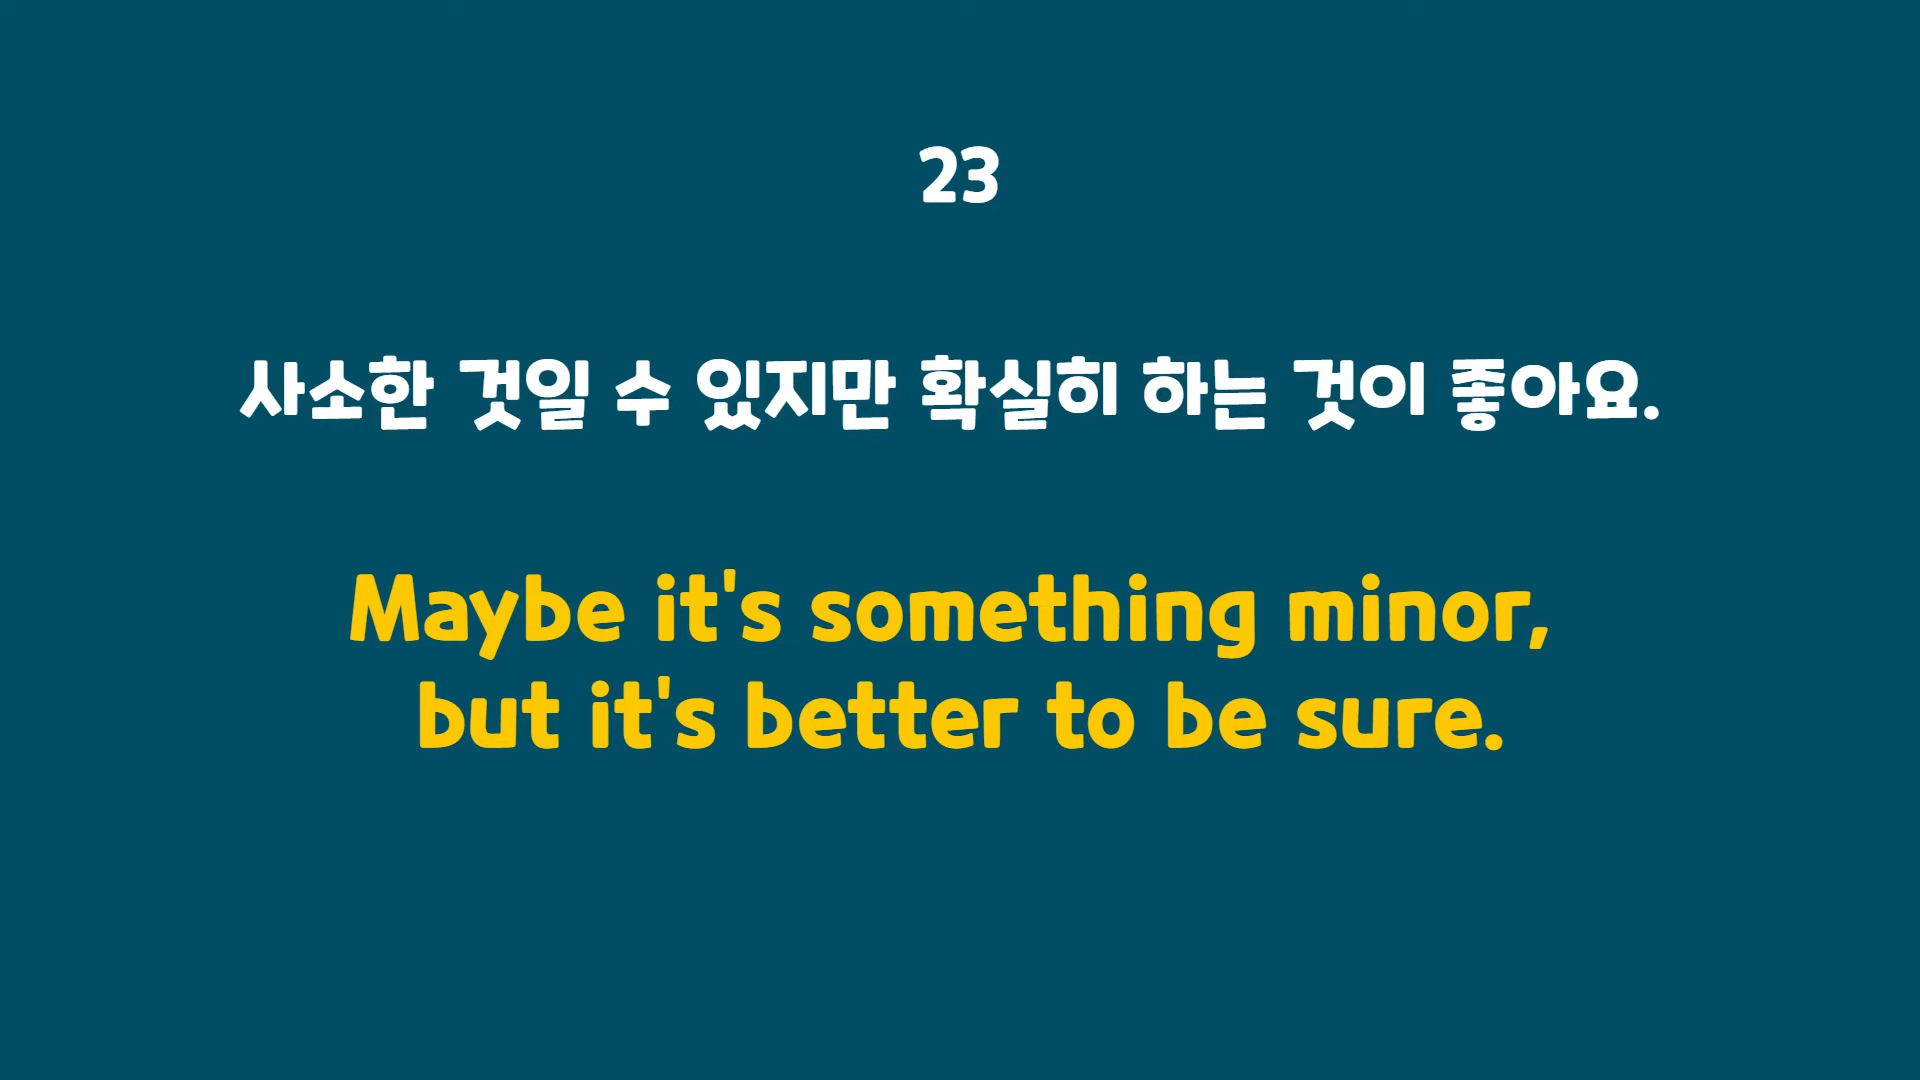 23
사소한 것일 수 있지만 확실히 하는 것이 좋아요.
Maybe it's something minor,
but it's better to be sure.